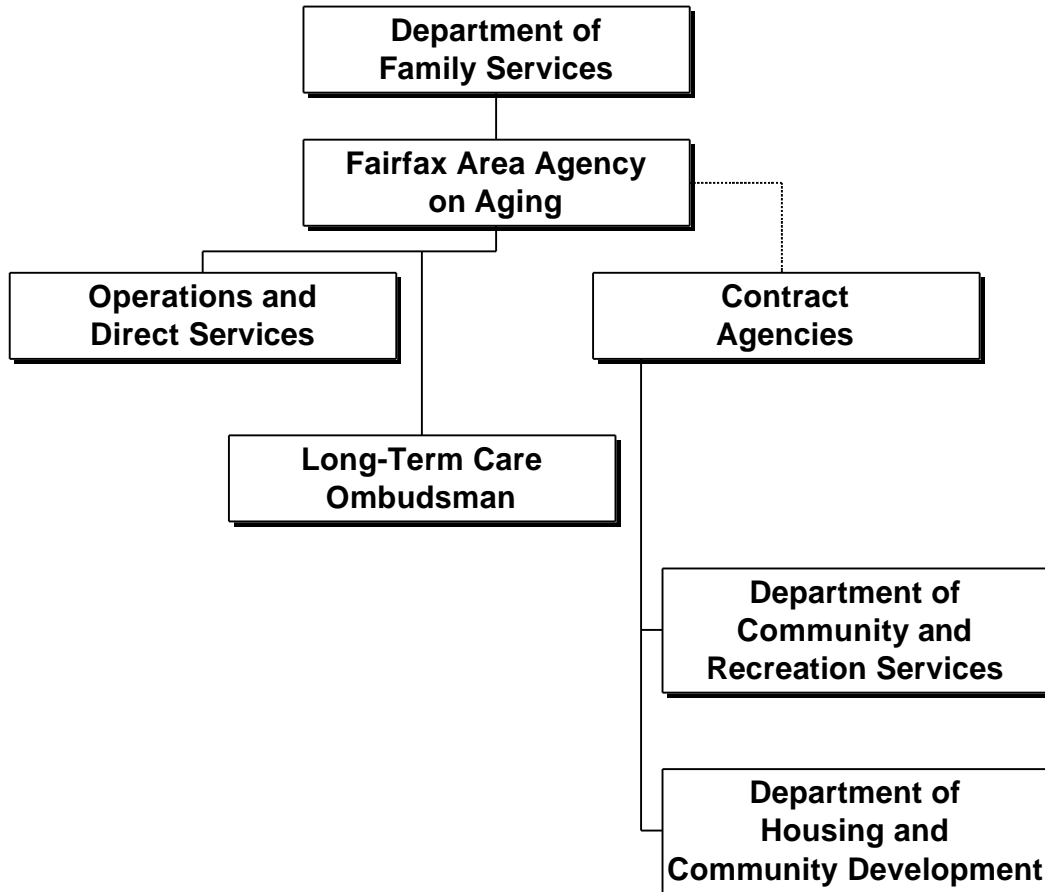 Department of
Family Services
Fairfax Area Agency
on Aging
Operations and
Direct Services
Contract
Agencies
Long-Term Care
Ombudsman
Department of
Community and
Recreation Services
Department of
Housing and
Community Development